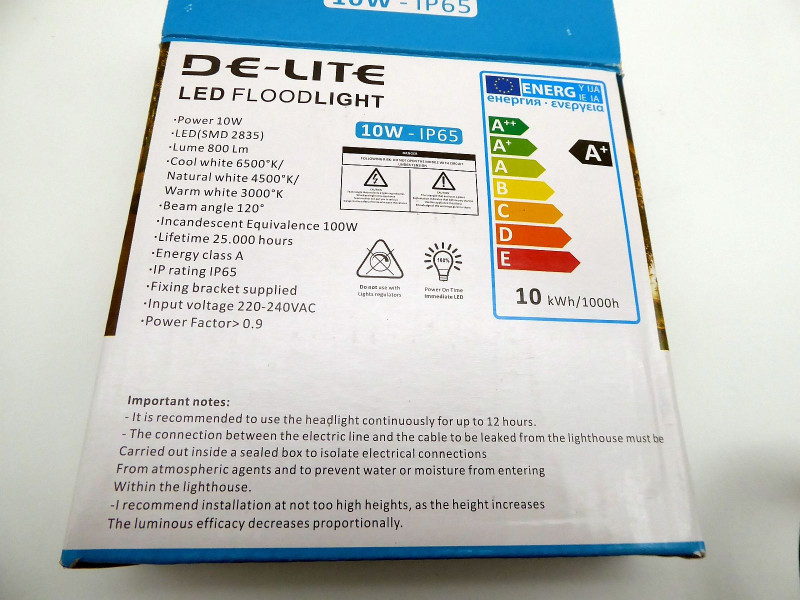 10W - IP65
DE-LITE
LED FLOODLIGHT
·Power 10W
·LED(SMD 2835)
·Lume 800 Lm
·Cool white 6500°K/
Natural white 4500°K/
Warm white 3000°K
·Beam angle 120°
·Incandescent Equivalence 100W
·Lifetime 25.000 hours
·Energy class A
·IP rating IP65
·Fixing bracket supplied
·Input voltage 220-240VAC
·Power Factor> 0.9
10W - IP65
DANGER
Do not use with
Lights regulators
100%
Power On Time
Immediate LED
ENERG Y UA
IE IA
енергия · ενεργεια
A++
A+
A
B
C
D
E
A+
10 kWh/1000h
Important notes:
- It is recommended to use the headlight continuously for up to 12 hours.
- The connection between the electric line and the cable to be leaked from the lighthouse must be
Carried out inside a sealed box to isolate electrical connections
From atmospheric agents and to prevent water or moisture from entering
Within the lighthouse.
-I recommend installation at not too high heights, as the height increases
The luminous efficacy decreases proportionally.